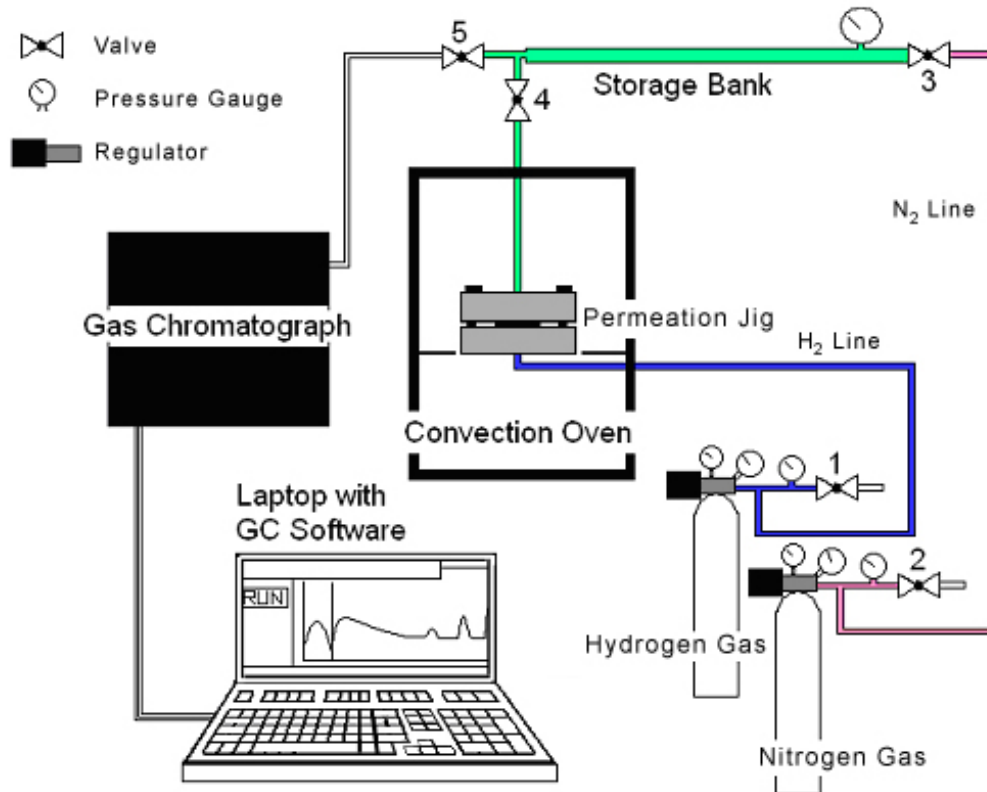 Valve
Pressure Gauge
Regulator
5
4
3
Storage Bank
N₂ Line
Gas Chromatograph
Permeation Jig
H₂ Line
Convection Oven
1
Laptop with
GC Software
RUN
2
Hydrogen Gas
Nitrogen Gas